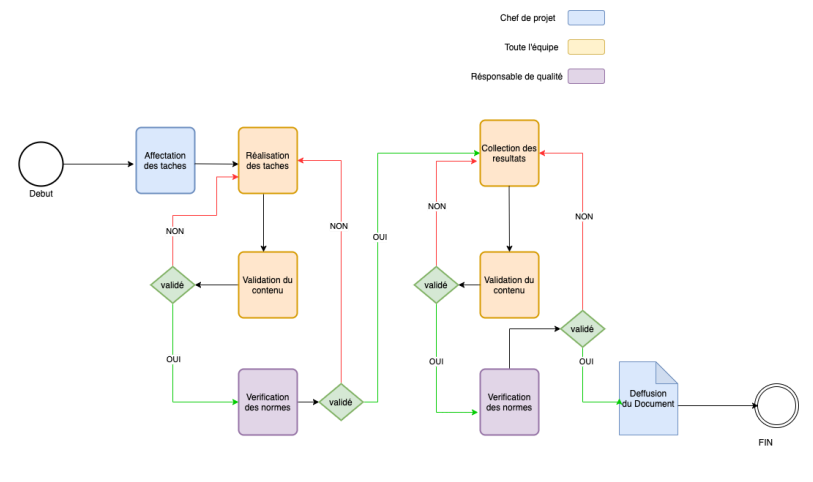 Chef de projet
Toute l'équipe
Résponsable de qualité
Debut
Affectation
des taches
Réalisation
des taches
NON
NON
OUI
validé
Validation du
contenu
OUI
Verification
des normes
validé
Collection des
resultats
NON
NON
validé
Validation du
contenu
validé
OUI
OUI
Verification
des normes
Deffusion
du Document
FIN